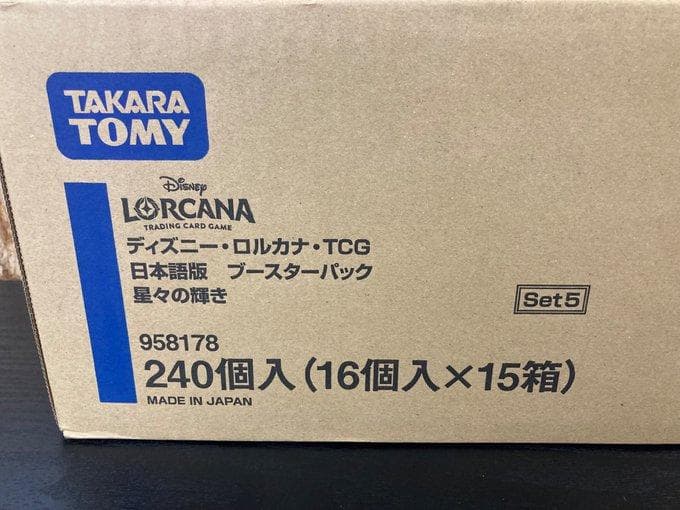 TAKARA
TOMY
Disney
LORCANA
TRADING CARD GAME
ディズニー・ロルカナ・TCG
日本語版 ブースターパック
星々の輝き
Set5
958178
240個入(16個入×15箱)
MADE IN JAPAN